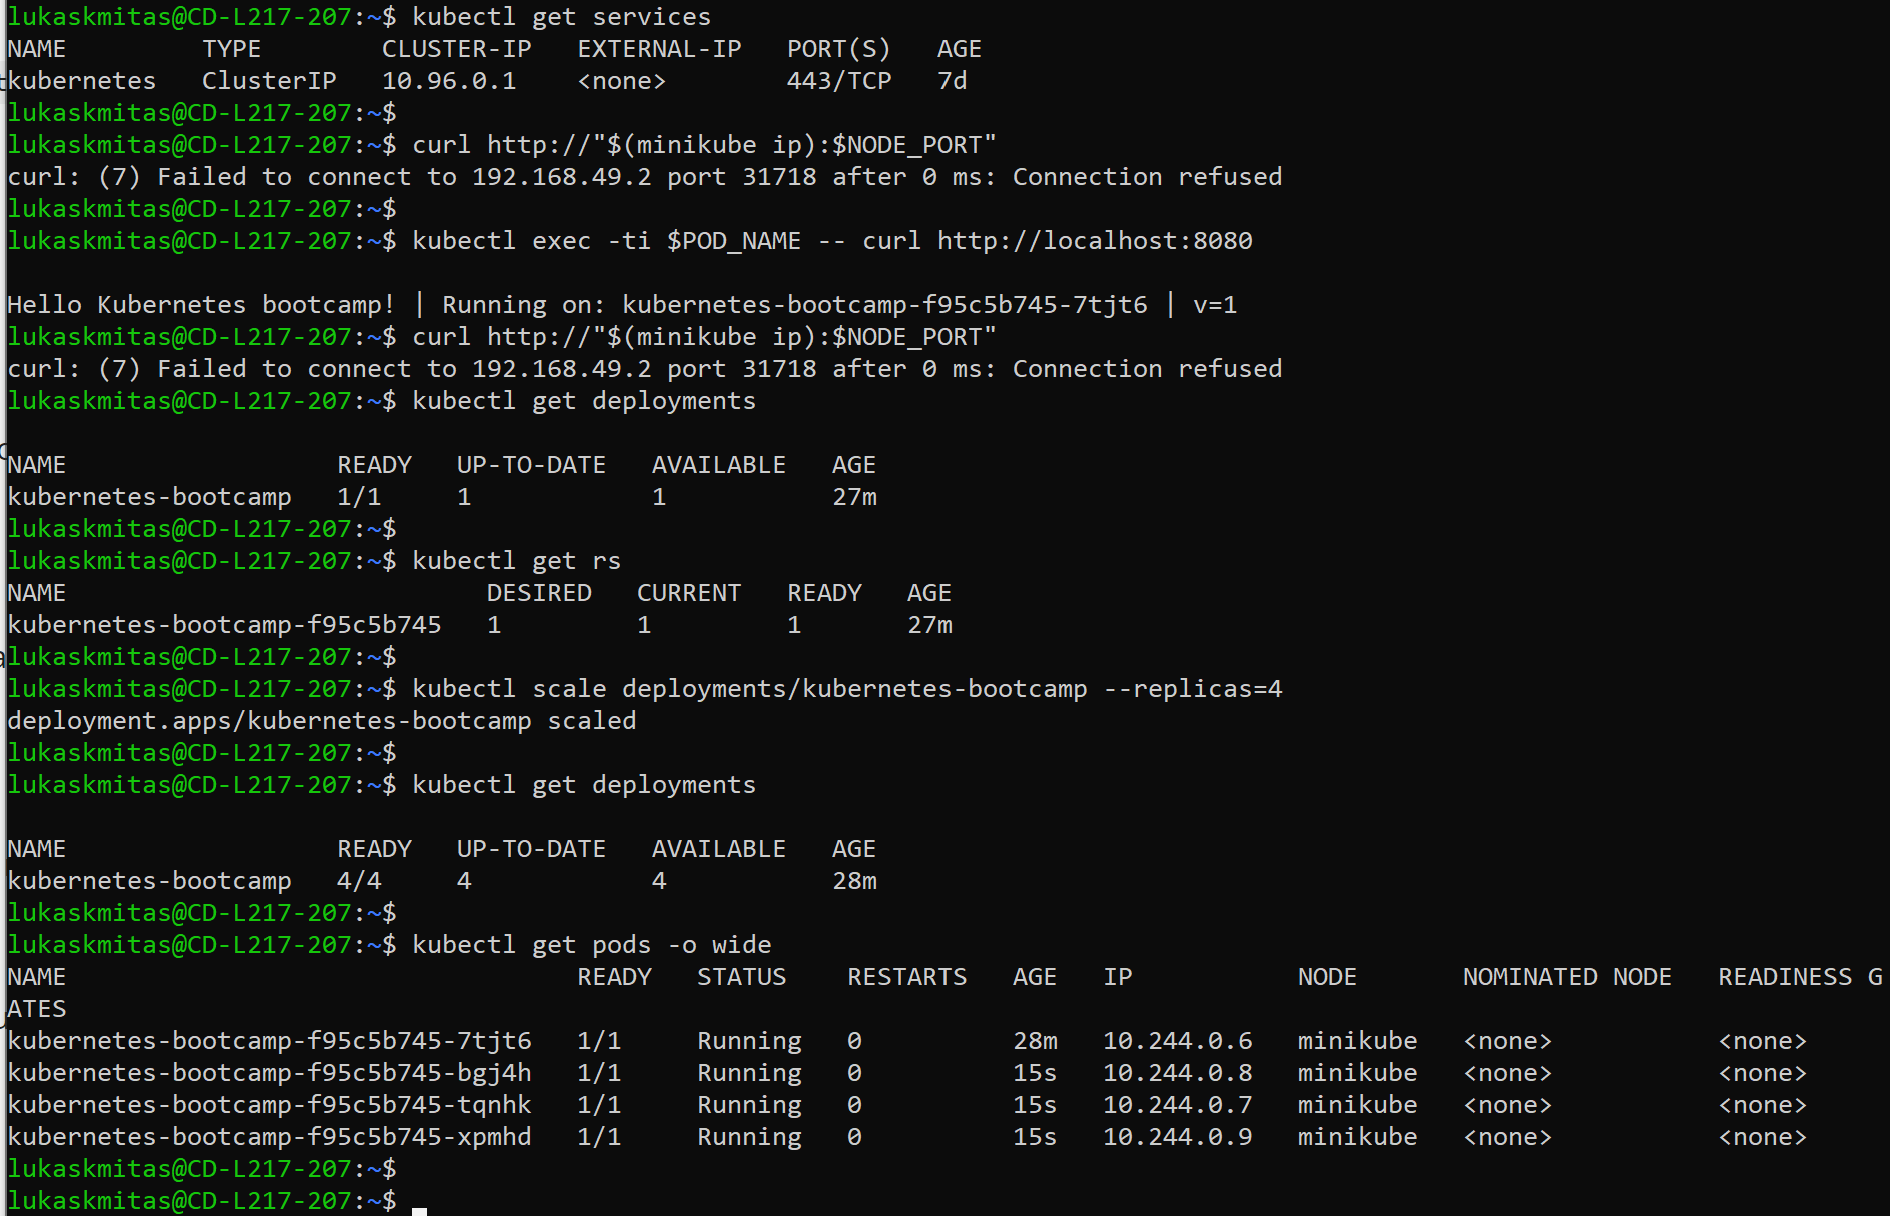 lukaskmitas@CD-L217-207:~$ kubectl get services
NAME         TYPE        CLUSTER-IP   EXTERNAL-IP   PORT(S)   AGE
kubernetes   ClusterIP   10.96.0.1    <none>        443/TCP   7d
lukaskmitas@CD-L217-207:~$
lukaskmitas@CD-L217-207:~$ curl http://"$(minikube ip):$NODE_PORT"
curl: (7) Failed to connect to 192.168.49.2 port 31718 after 0 ms: Connection refused
lukaskmitas@CD-L217-207:~$
lukaskmitas@CD-L217-207:~$ kubectl exec -ti $POD_NAME -- curl http://localhost:8080
Hello Kubernetes bootcamp! | Running on: kubernetes-bootcamp-f95c5b745-7tjt6 | v=1
lukaskmitas@CD-L217-207:~$ curl http://"$(minikube ip):$NODE_PORT"
curl: (7) Failed to connect to 192.168.49.2 port 31718 after 0 ms: Connection refused
lukaskmitas@CD-L217-207:~$ kubectl get deployments
NAME                  READY   UP-TO-DATE   AVAILABLE   AGE
kubernetes-bootcamp   1/1     1            1           27m
lukaskmitas@CD-L217-207:~$
lukaskmitas@CD-L217-207:~$ kubectl get rs
NAME                            DESIRED   CURRENT   READY   AGE
kubernetes-bootcamp-f95c5b745   1         1         1       27m
lukaskmitas@CD-L217-207:~$
lukaskmitas@CD-L217-207:~$ kubectl scale deployments/kubernetes-bootcamp --replicas=4
deployment.apps/kubernetes-bootcamp scaled
lukaskmitas@CD-L217-207:~$
lukaskmitas@CD-L217-207:~$ kubectl get deployments
NAME                  READY   UP-TO-DATE   AVAILABLE   AGE
kubernetes-bootcamp   4/4     4            4           28m
lukaskmitas@CD-L217-207:~$
lukaskmitas@CD-L217-207:~$ kubectl get pods -o wide
NAME                                  READY   STATUS    RESTARTS   AGE   IP           NODE       NOMINATED NODE   READINESS G
ATES
kubernetes-bootcamp-f95c5b745-7tjt6   1/1     Running   0          28m   10.244.0.6   minikube   <none>           <none>
kubernetes-bootcamp-f95c5b745-bgj4h   1/1     Running   0          15s   10.244.0.8   minikube   <none>           <none>
kubernetes-bootcamp-f95c5b745-tqnhk   1/1     Running   0          15s   10.244.0.7   minikube   <none>           <none>
kubernetes-bootcamp-f95c5b745-xpmhd   1/1     Running   0          15s   10.244.0.9   minikube   <none>           <none>
lukaskmitas@CD-L217-207:~$
lukaskmitas@CD-L217-207:~$